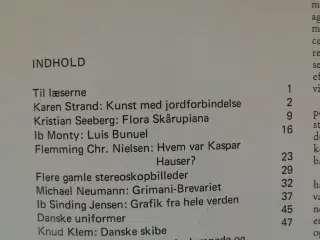 INDHOLD
Til læserne 1
Karen Strand: Kunst med jordforbindelse 2
Kristian Seeberg: Flora Skårupiana 9
Ib Monty: Luis Bunuel 16
Flemming Chr. Nielsen: Hvem var Kaspar
Hauser? 23
Flere gamle stereoskopbilleder 29
Michael Neumann: Grimani-Brevariet 32
Ib Sinding Jensen: Grafik fra hele verden 37
Danske uniformer 45
Knud Klem: Danske skibe 47